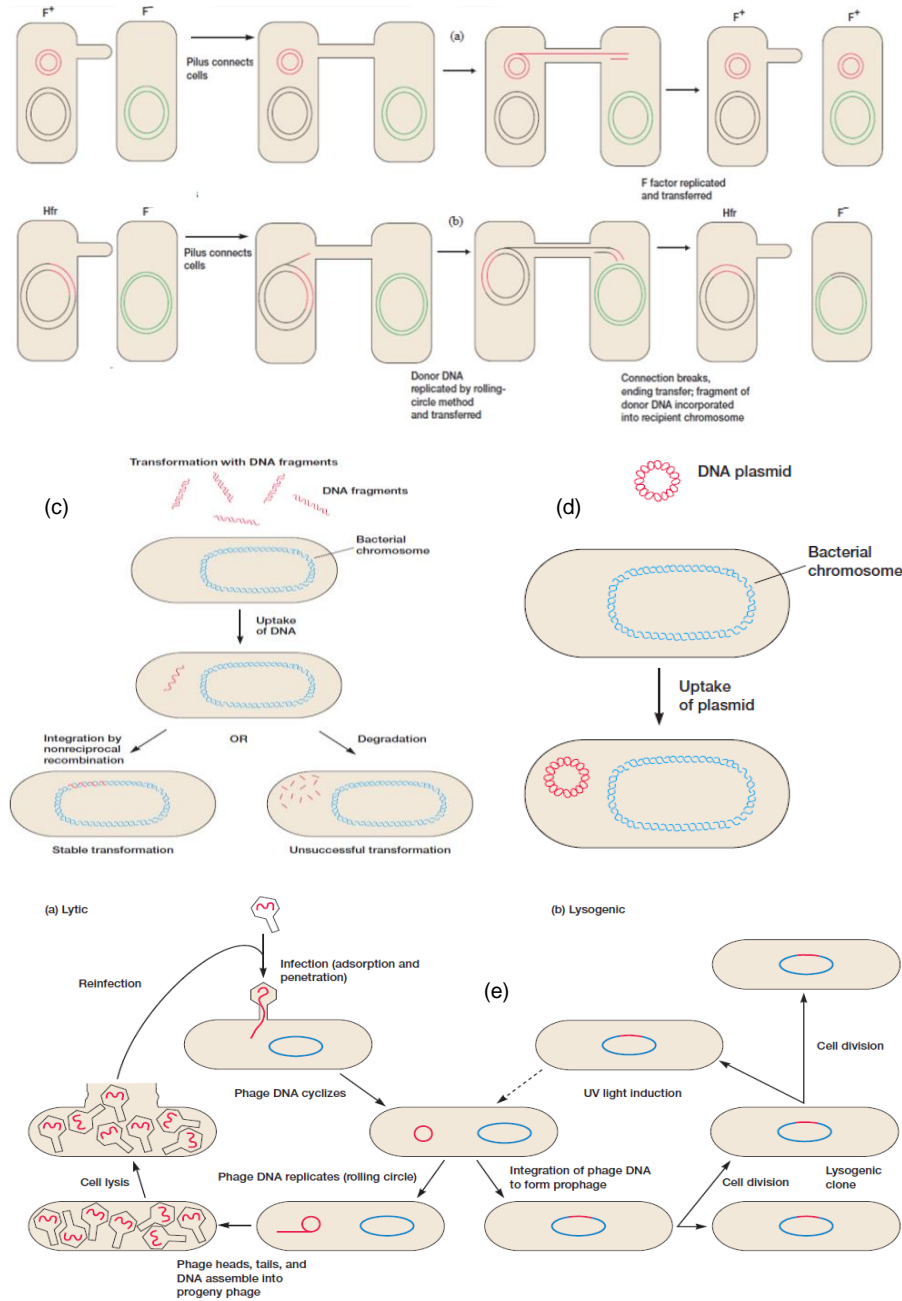 F⁺
F⁻
(a)
F⁺
F⁺
Pilus connects
cells
F factor replicated
and transferred
Hfr
F⁻
(b)
Hfr
F⁻
Pilus connects
cells
Donor DNA
replicated by rolling-
circle method
and transferred
Connection breaks,
ending transfer; fragment of
donor DNA incorporated
into recipient chromosome
Transformation with DNA fragments
(c)
DNA fragments
Bacterial
chromosome
Uptake
of DNA
Integration by
nonreciprocal
recombination
OR
Degradation
Stable transformation
Unsuccessful transformation
DNA plasmid
(d)
Bacterial
chromosome
Uptake
of plasmid
(a) Lytic
(b) Lysogenic
Reinfection
Infection (adsorption and
penetration)
(e)
Cell division
Phage DNA cyclizes
UV light induction
Phage DNA replicates (rolling circle)
Integration of phage DNA
to form prophage
Cell division
Lysogenic
clone
Cell lysis
Phage heads, tails, and
DNA assemble into
progeny phage